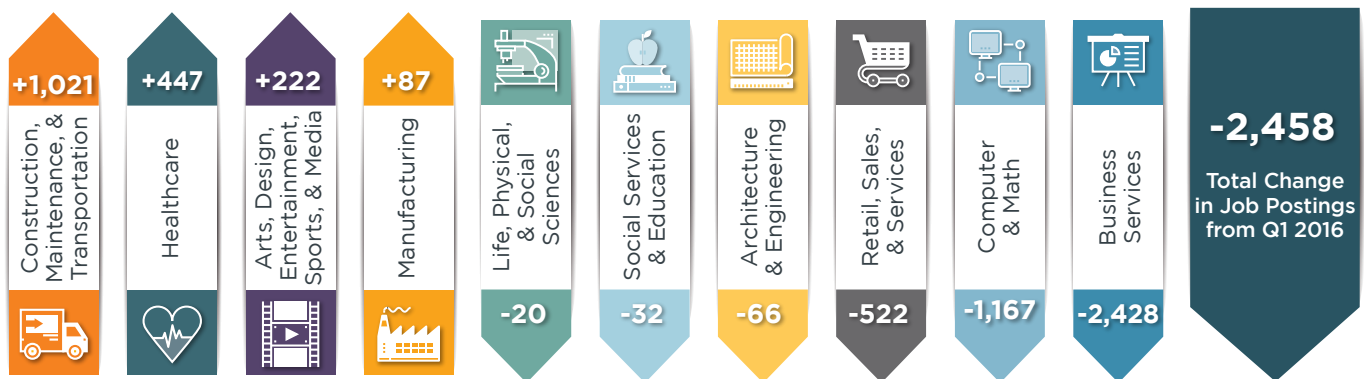 +1,021
Construction,
Maintenance, &
Transportation
+447
Healthcare
+222
Arts, Design,
Entertainment,
Sports, & Media
+87
Manufacturing
Life, Physical,
& Social
Sciences
-20
Social Services
& Education
-32
Architecture
& Engineering
-66
Retail, Sales,
& Services
-522
Computer
& Math
-1,167
Business
Services
-2,428
-2,458
Total Change
in Job Postings
from Q1 2016